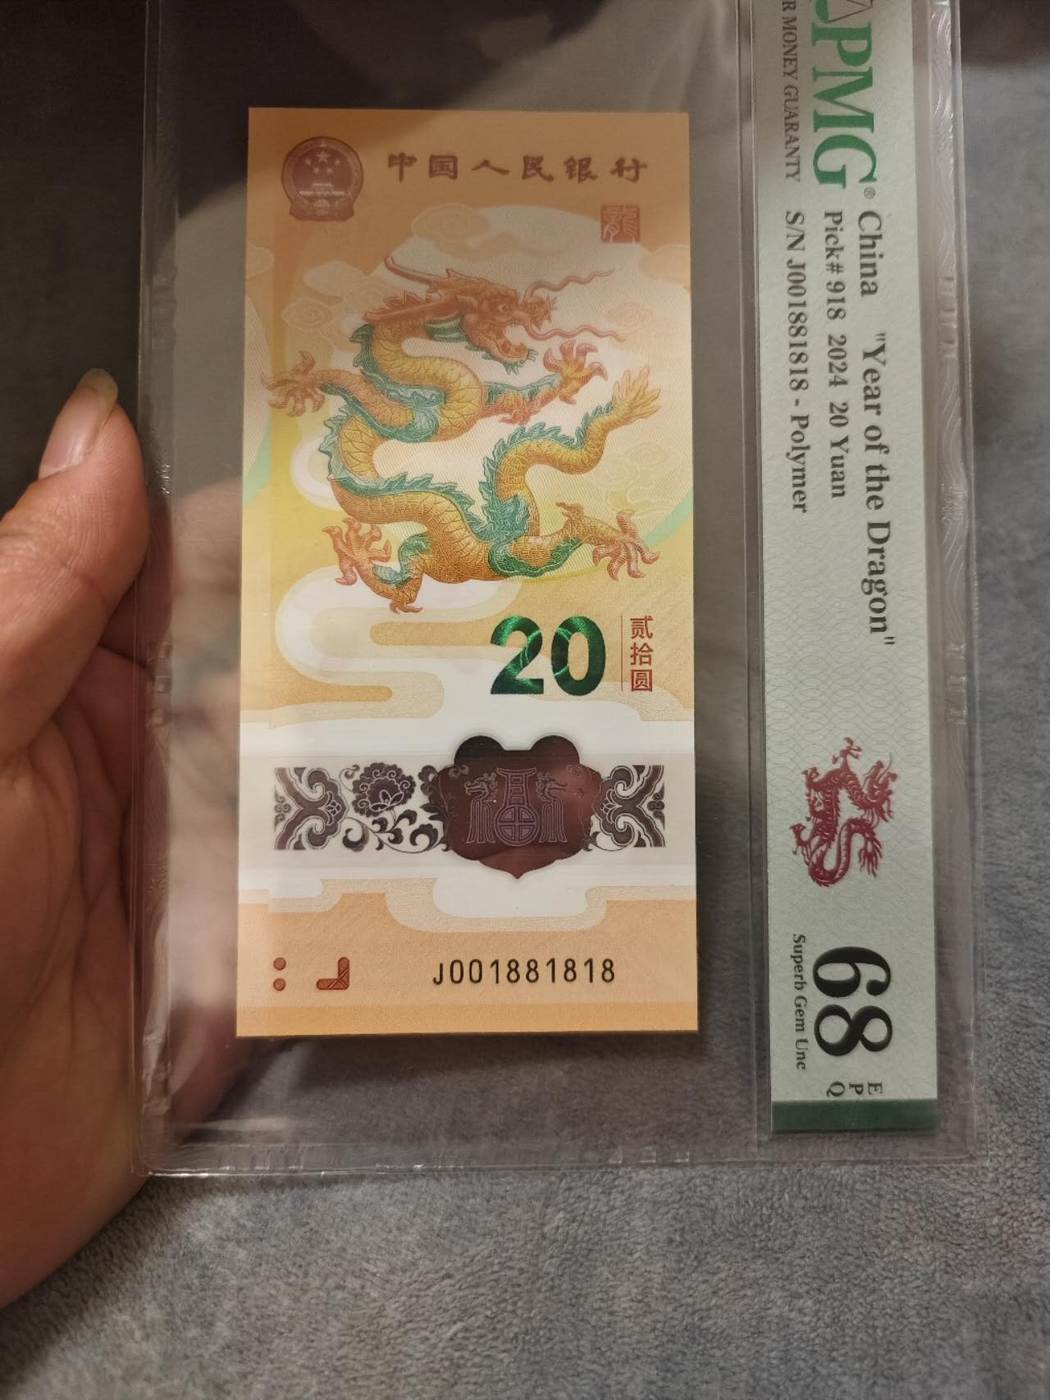 中国人民银行
龍
20
贰拾圆
J001881818
PMG®
R MONEY GUARANTY
China "Year of the Dragon"
Pick# 918 2024 20 Yuan
S/N J001881818 - Polymer
68
EPQ
Superb Gem Unc